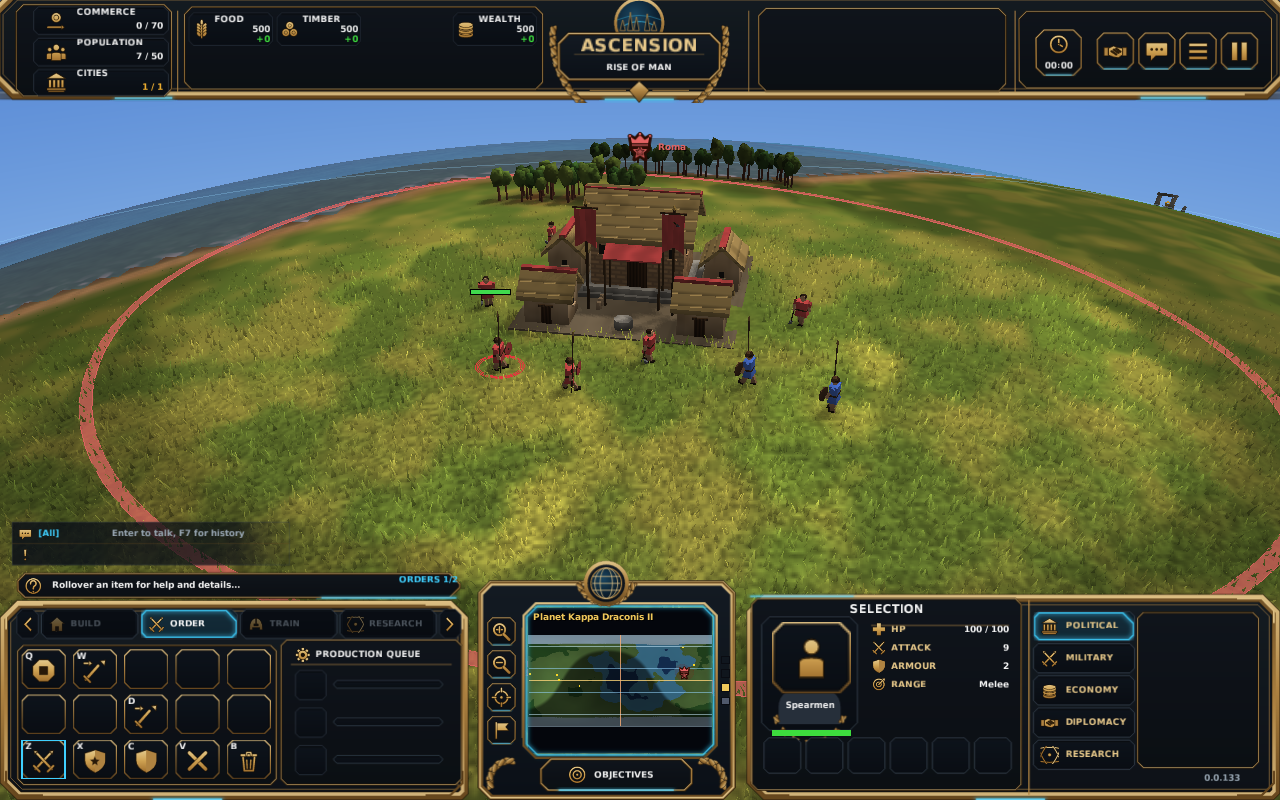 COMMERCE
0 / 70
POPULATION
7 / 50
CITIES
1 / 1
FOOD
500
+0
TIMBER
500
+0
WEALTH
500
+0
ASCENSION
RISE OF MAN
00:00
Roma
[All] Enter to talk, F7 for history
!
Rollover an item for help and details...
ORDERS 1/2
BUILD
ORDER
TRAIN
RESEARCH
Q
W
D
Z
X
C
V
B
PRODUCTION QUEUE
Planet Kappa Draconis II
OBJECTIVES
SELECTION
Spearmen
HP 100 / 100
ATTACK 9
ARMOUR 2
RANGE Melee
POLITICAL
MILITARY
ECONOMY
DIPLOMACY
RESEARCH
0.0.133